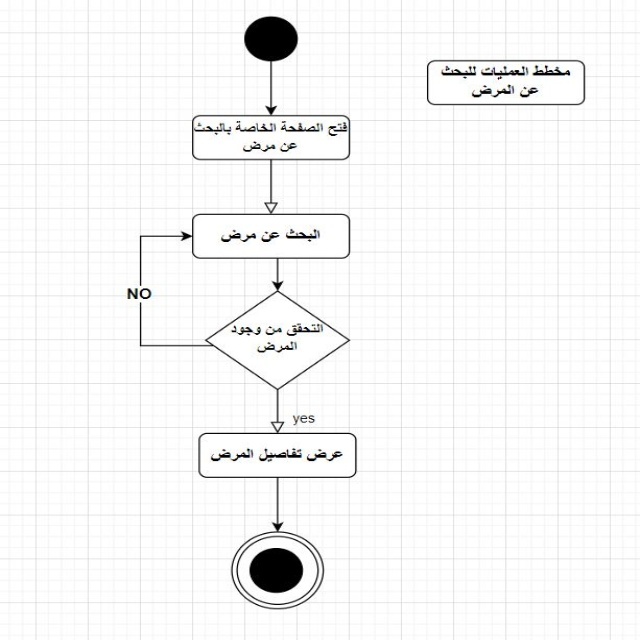 مخطط العمليات للبحث
عن المرض
فتح الصفحة الخاصة بالبحث
عن مرض
البحث عن مرض
NO
التحقق من وجود
المرض
yes
عرض تفاصيل المرض